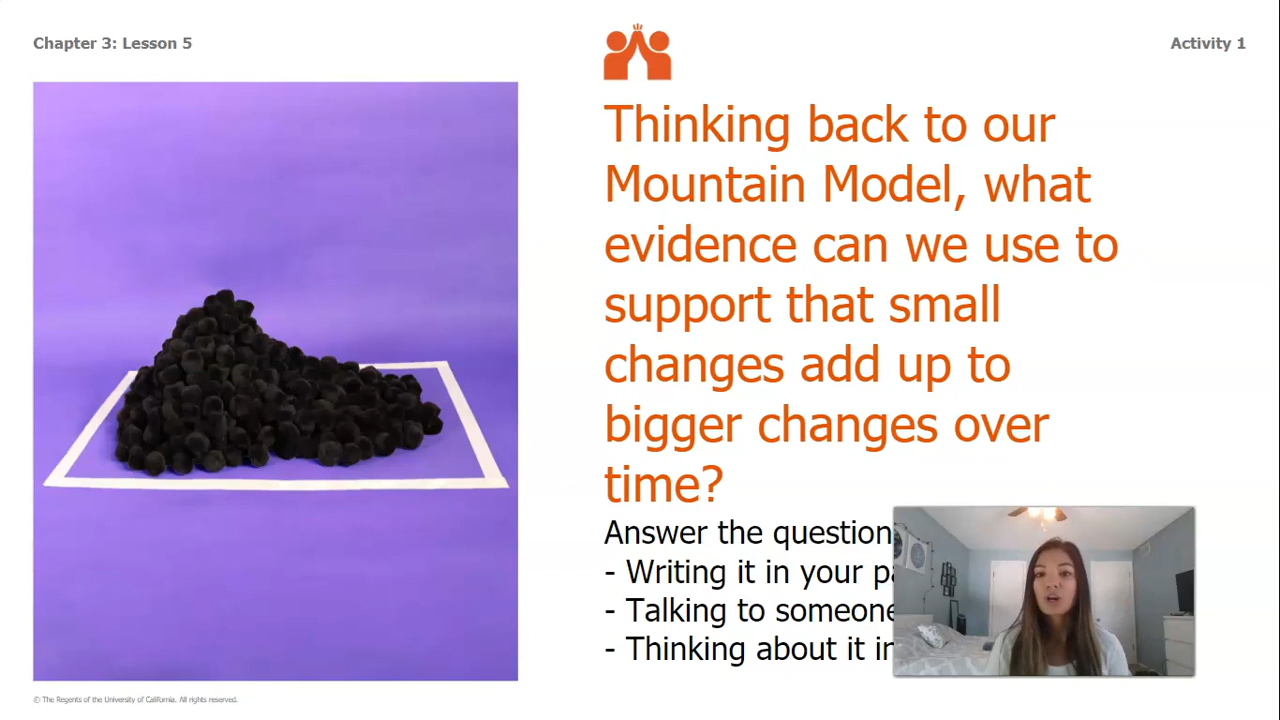 Chapter 3: Lesson 5
Activity 1
Thinking back to our
Mountain Model, what
evidence can we use to
support that small
changes add up to
bigger changes over
time?
Answer the question
- Writing it in your
- Talking to someone
- Thinking about it
© The Regents of the University of California. All rights reserved.